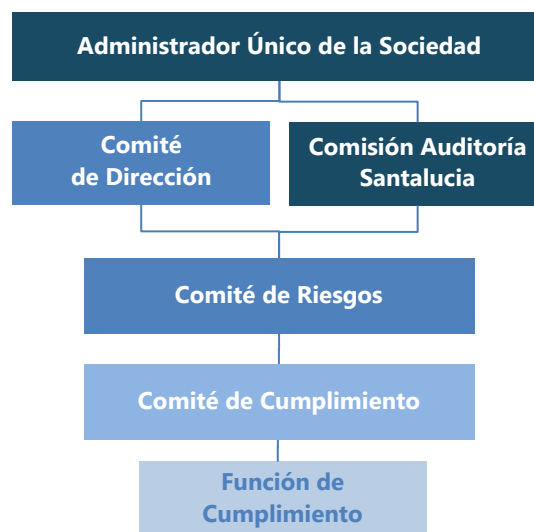 Administrador Único de la Sociedad
Comité
de Dirección
Comisión Auditoría
Santalucia
Comité de Riesgos
Comité de Cumplimiento
Función de
Cumplimiento